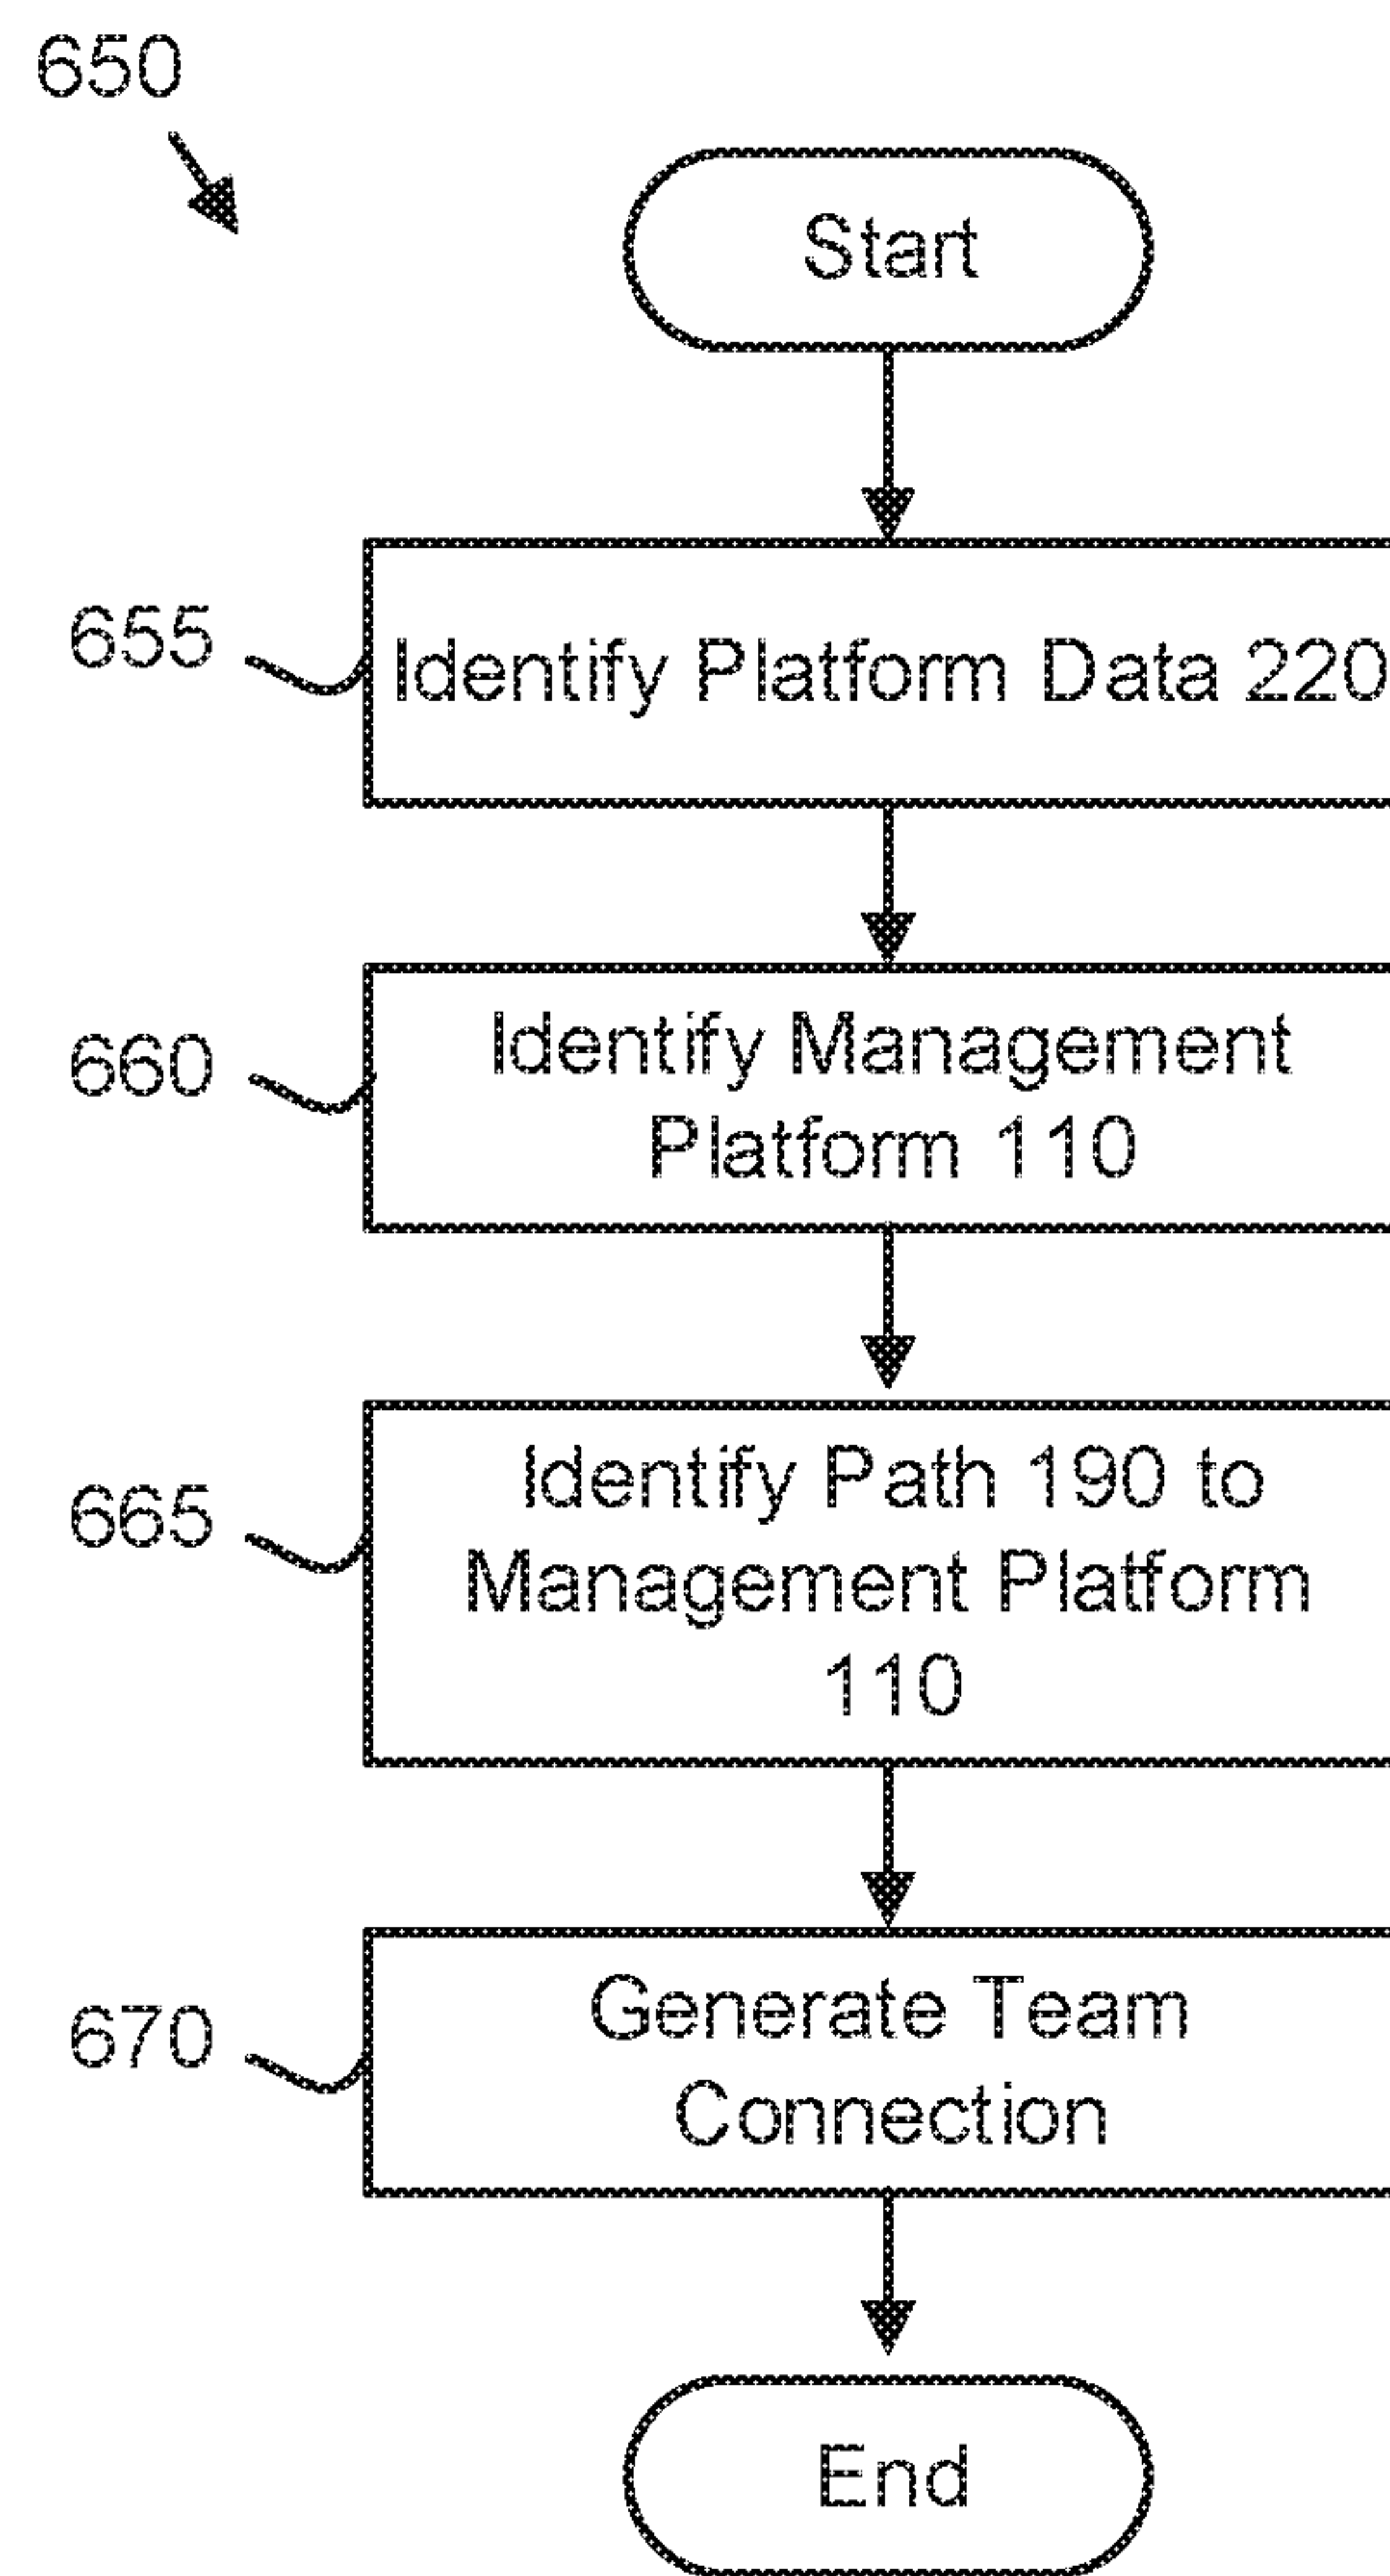 650
Start
655
Identify Platform Data 220
660
Identify Management
Platform 110
665
Identify Path 190 to
Management Platform
110
670
Generate Team
Connection
End